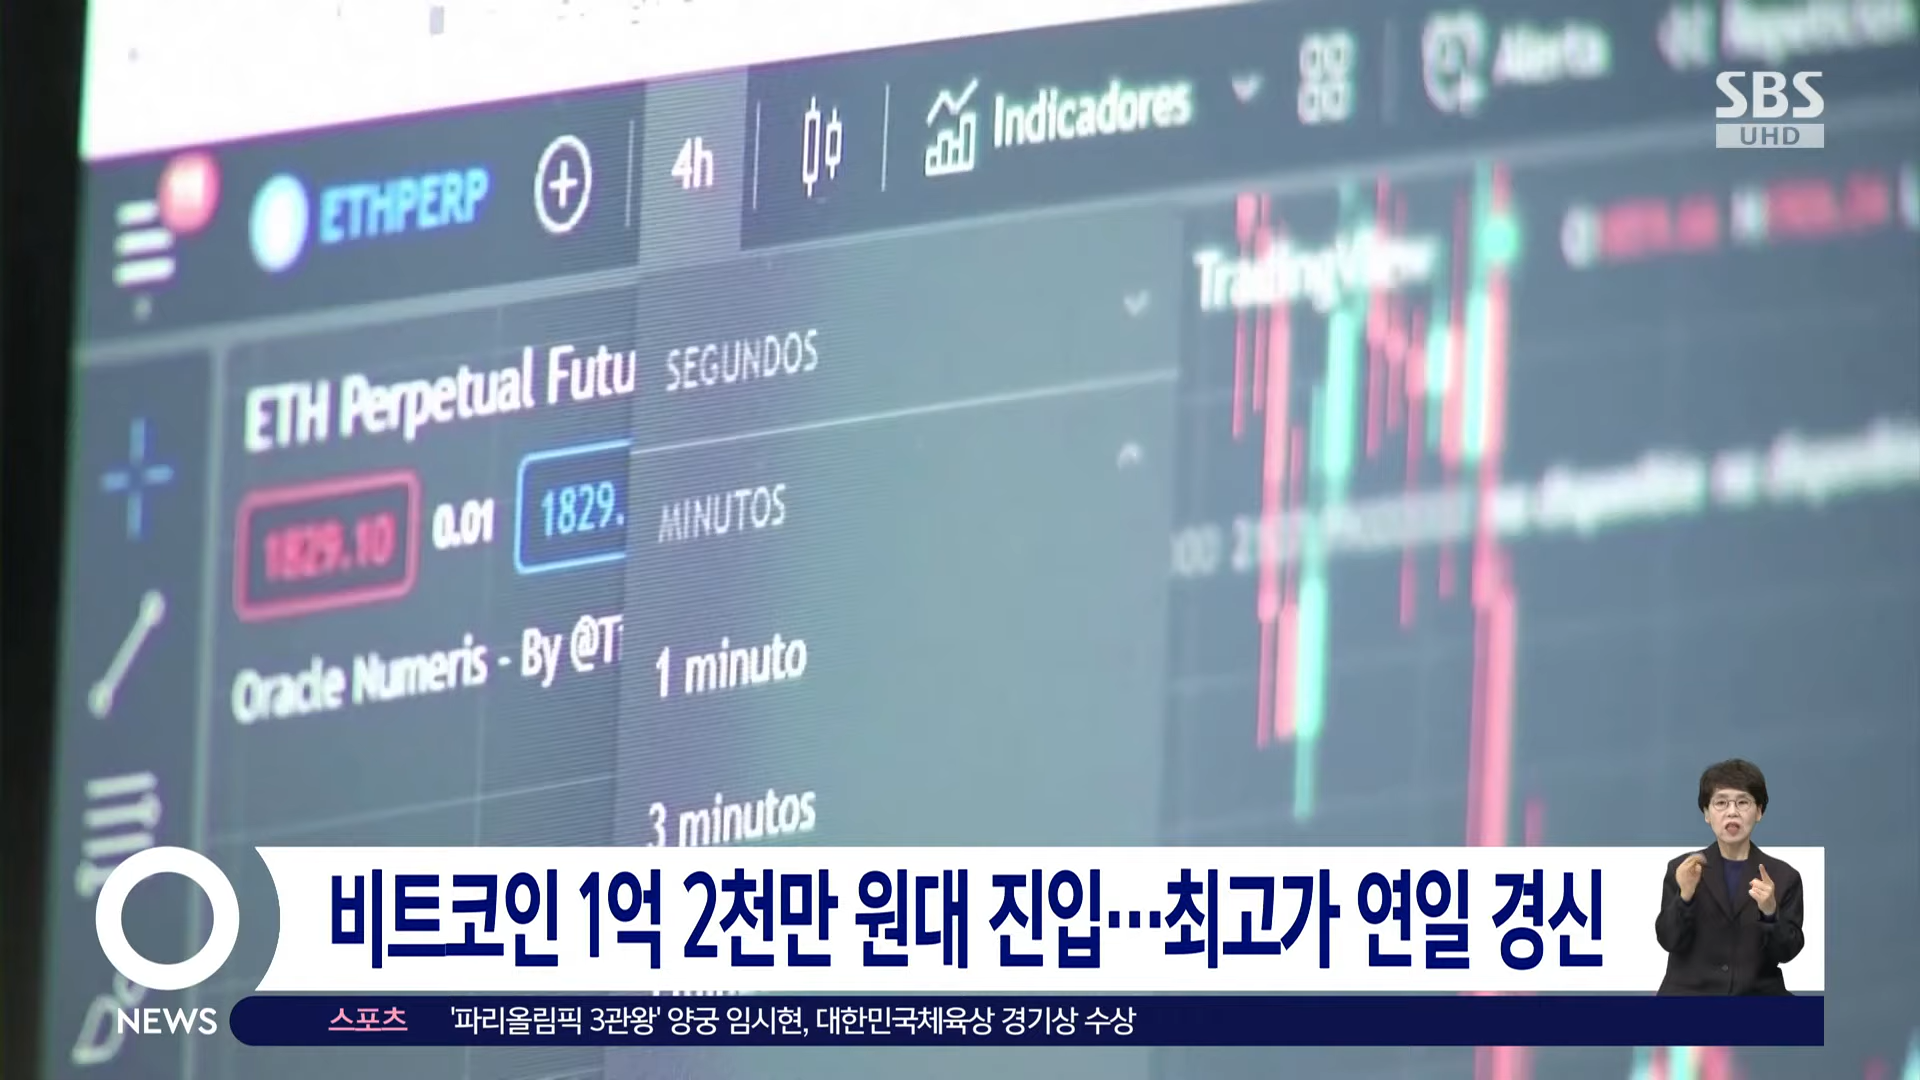 SBS
UHD
Indicadores
Alerta
4h
ETHPERP
TradingView
SEGUNDOS
ETH Perpetual Futu
MINUTOS
1829.10
0.01
1829.
1 minuto
Oracle Numeris - By @Tr
3 minutos
비트코인 1억 2천만 원대 진입…최고가 연일 경신
NEWS
스포츠 '파리올림픽 3관왕' 양궁 임시현, 대한민국체육상 경기상 수상